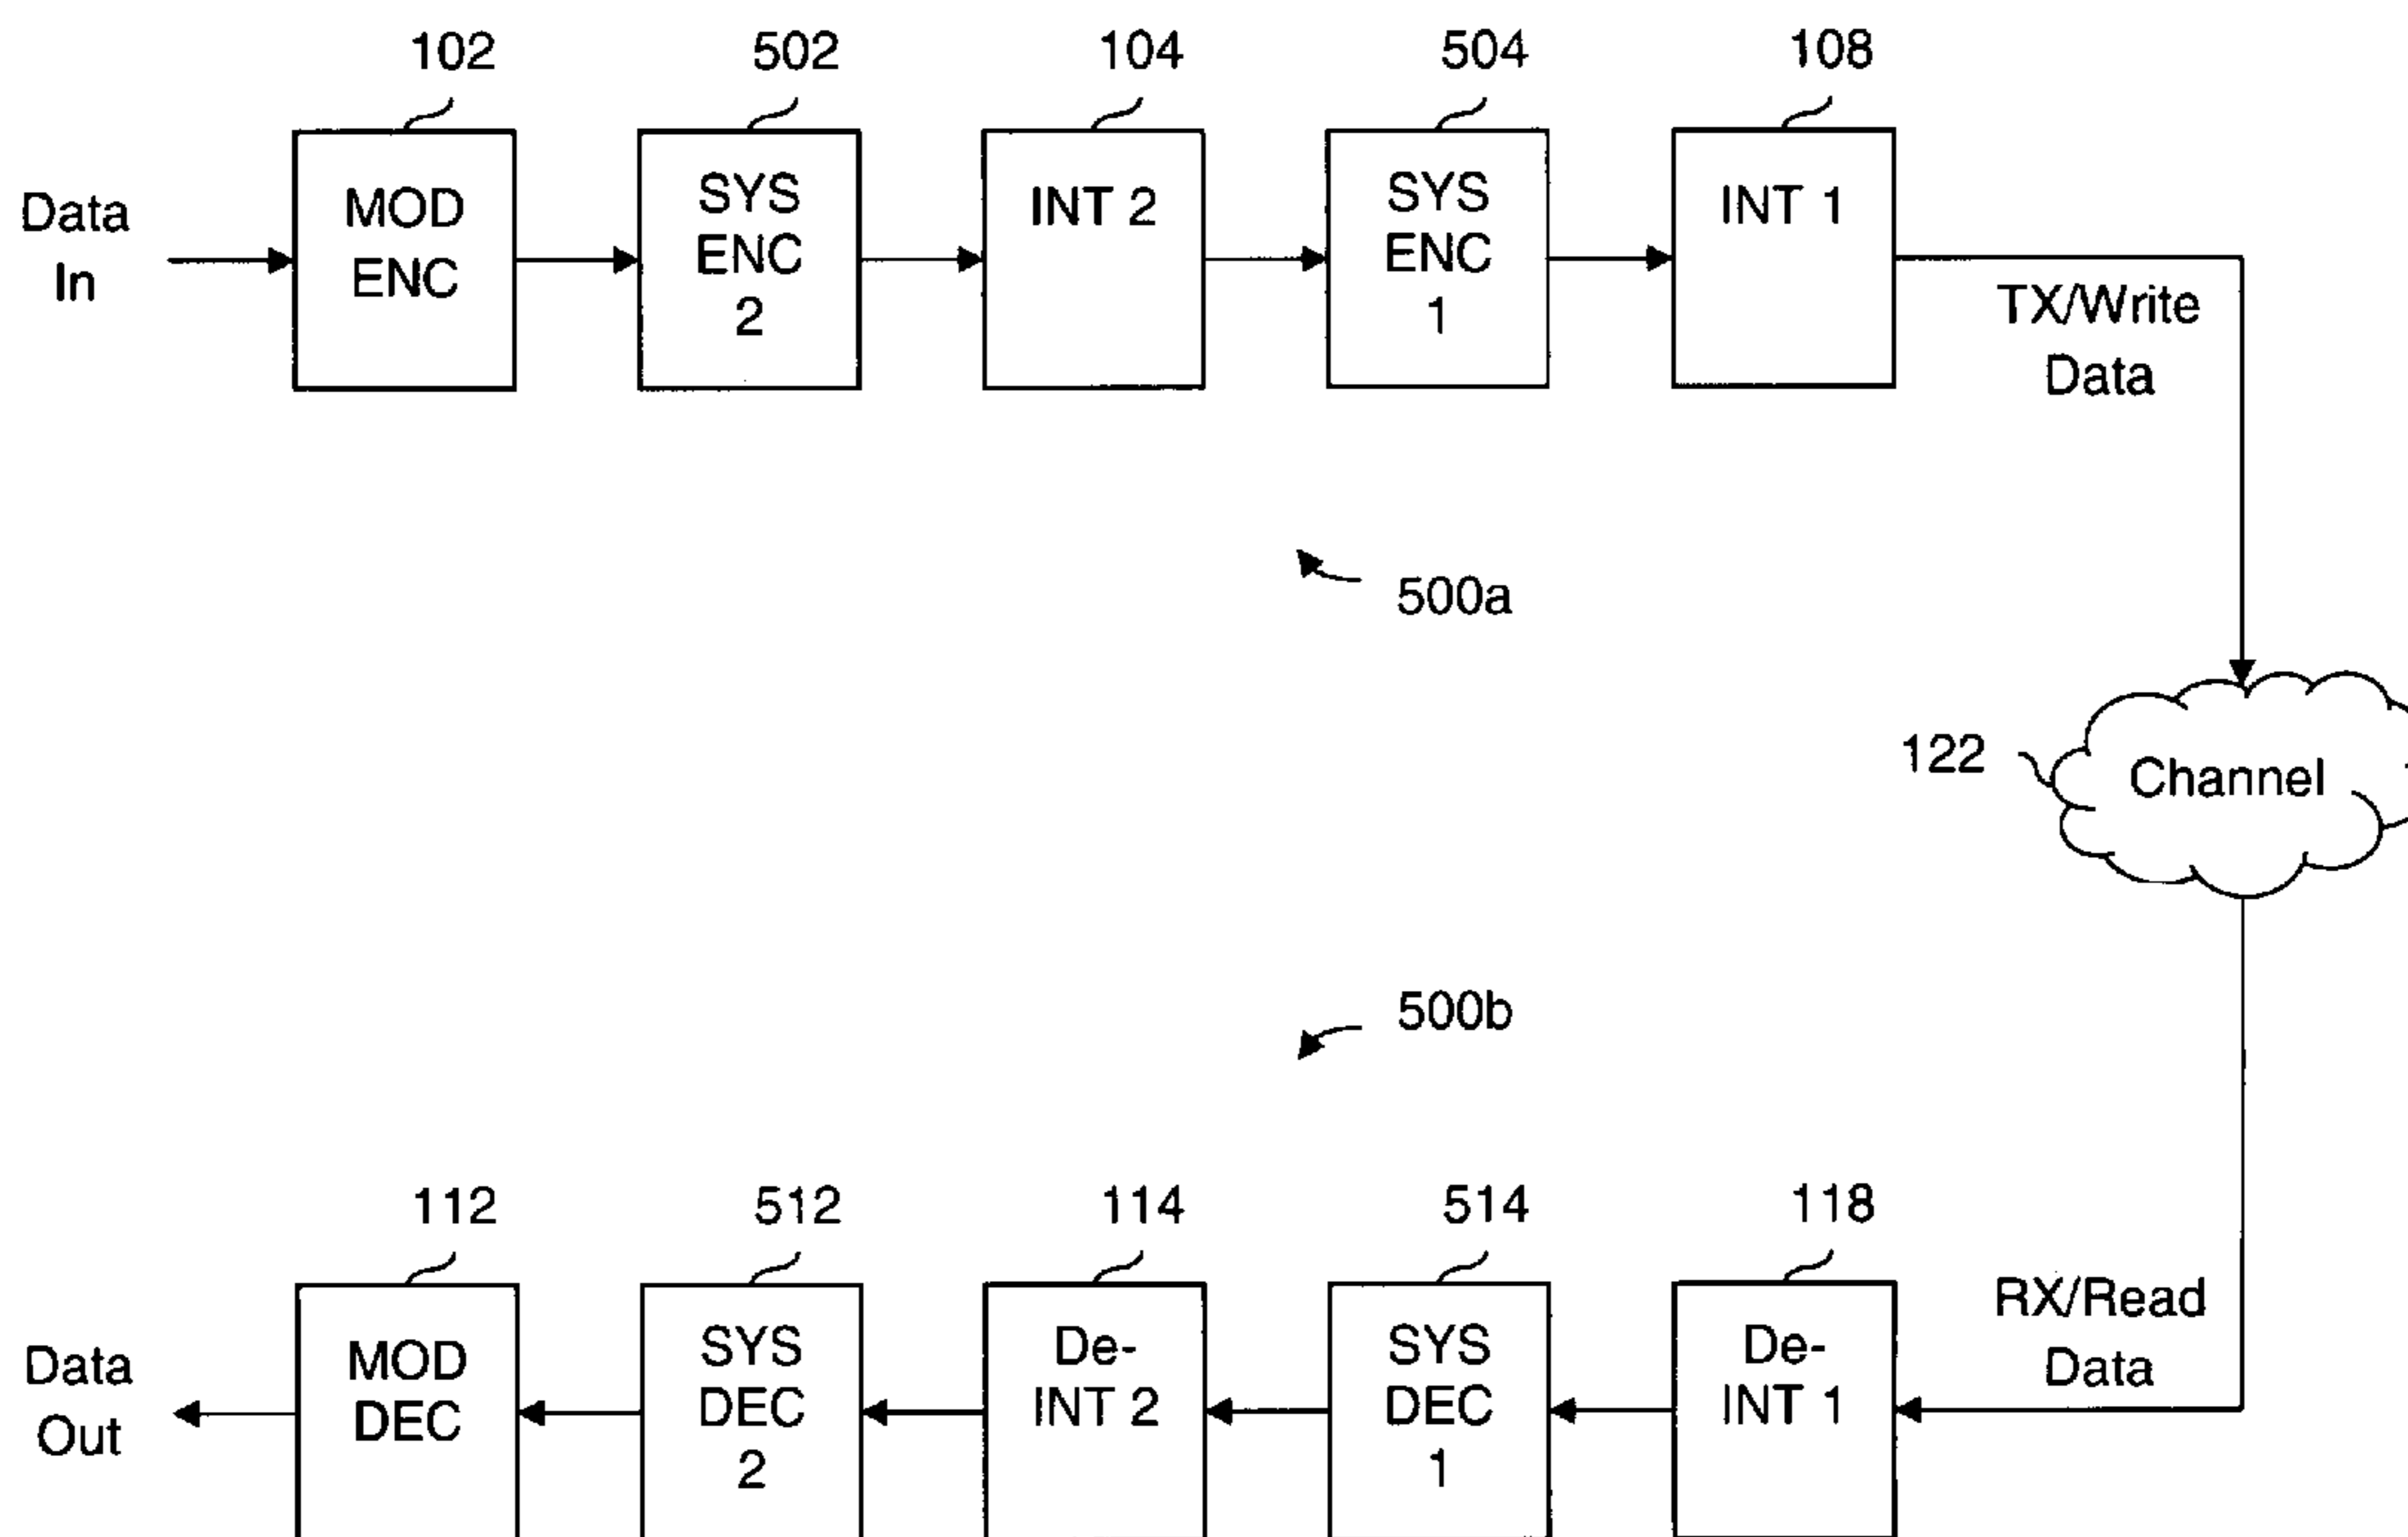 102
502
104
504
108
Data
In
MOD
ENC
SYS
ENC
2
INT 2
SYS
ENC
1
INT 1
TX/Write
Data
500a
122
Channel
500b
112
512
114
514
118
Data
Out
MOD
DEC
SYS
DEC
2
De-
INT 2
SYS
DEC
1
De-
INT 1
RX/Read
Data